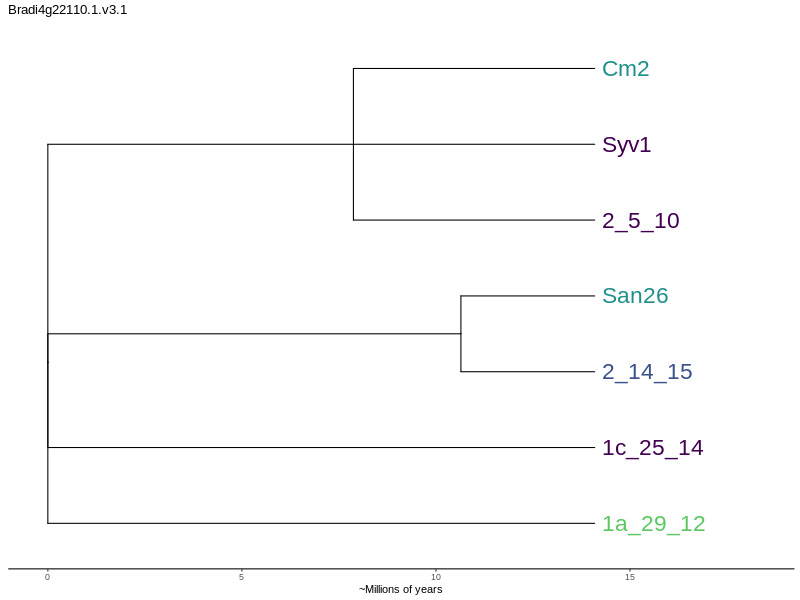 Bradi4g22110.1.v3.1
Cm2
Syv1
2_5_10
San26
2_14_15
1c_25_14
1a_29_12
0 5 10 15
~Millions of years